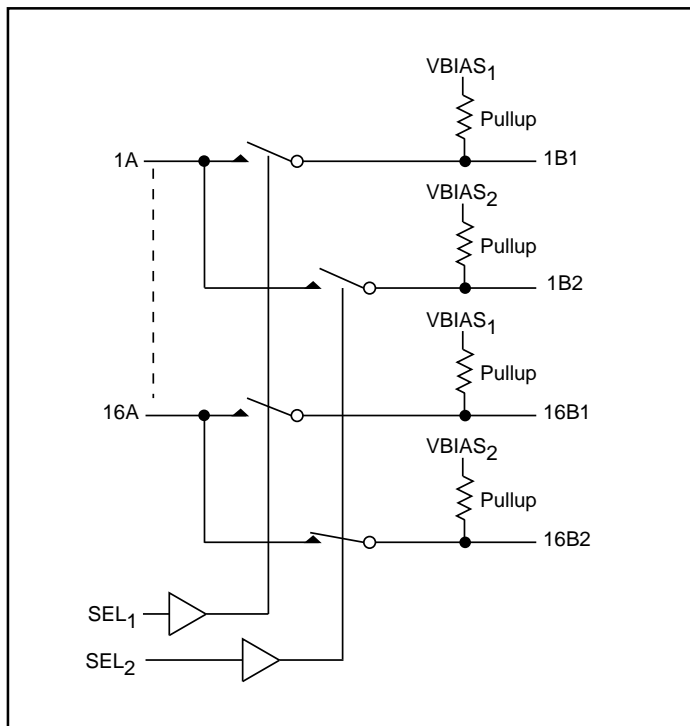 VBIAS1
Pullup
1A
1B1
VBIAS2
Pullup
1B2
VBIAS1
Pullup
16A
16B1
VBIAS2
Pullup
16B2
SEL1
SEL2